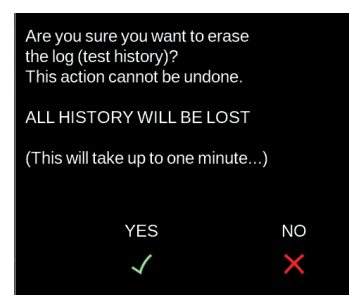 Are you sure you want to erase
the log (test history)?
This action cannot be undone.
ALL HISTORY WILL BE LOST
(This will take up to one minute...)
YES NO